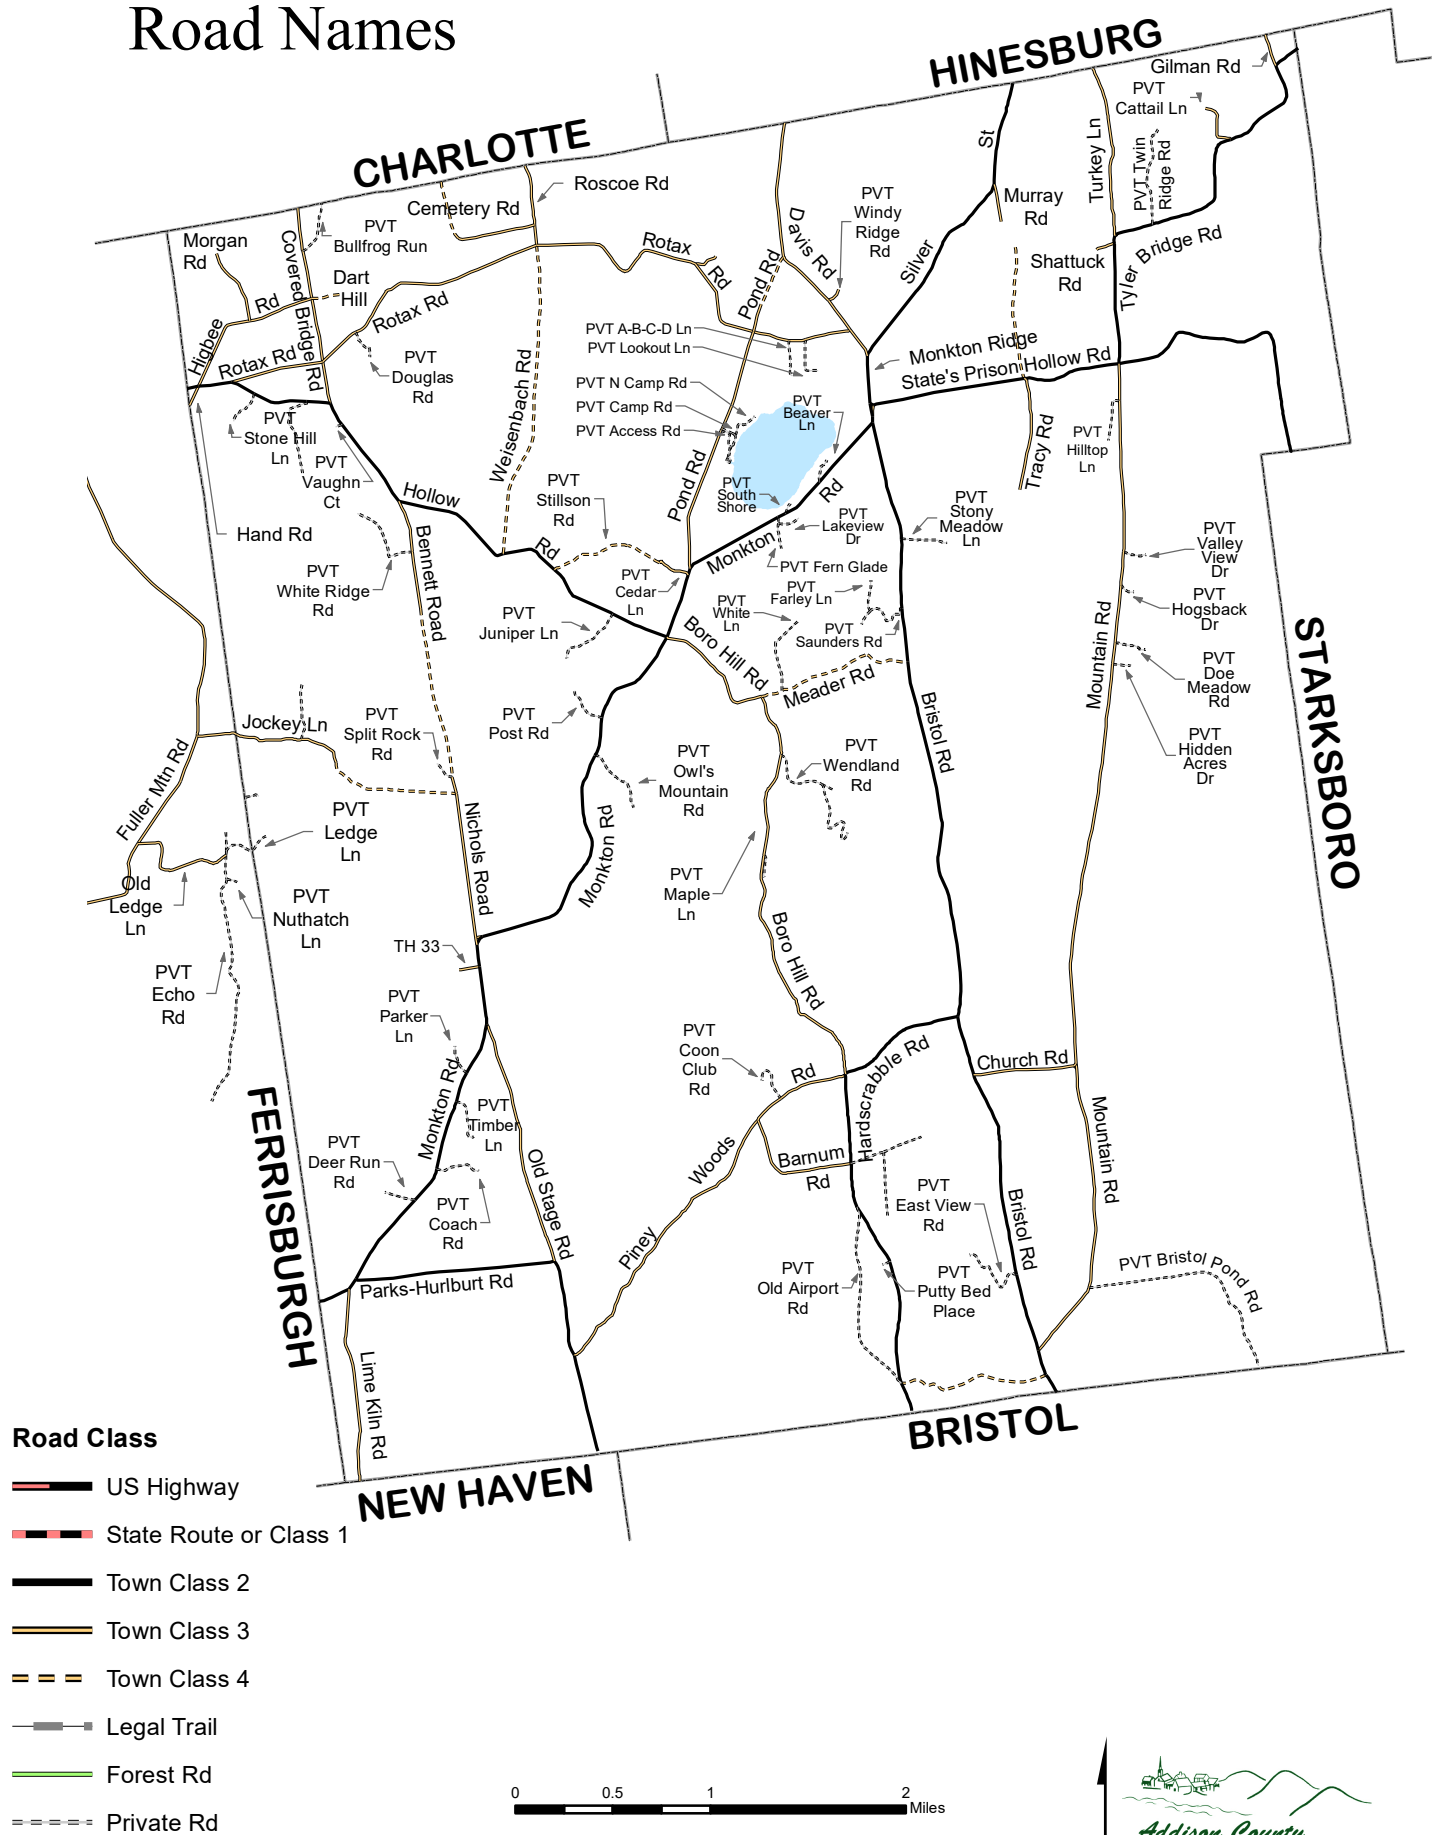 Road Names
HINESBURG
CHARLOTTE
Gilman Rd
PVT
Cattail Ln
St
Turkey Ln
PVT Twin
Ridge Rd
Roscoe Rd
Cemetery Rd
PVT
Bullfrog Run
Morgan
Rd
Covered Bridge Rd
Dart
Hill
Rotax Rd
Rotax
Rd
Davis Rd
PVT
Windy
Ridge
Rd
Murray
Rd
Silver
Shattuck
Rd
Tyler Bridge Rd
Pond Rd
Higbee
Rd
Rotax Rd
PVT
Douglas
Rd
Weisenbach Rd
PVT A-B-C-D Ln
PVT Lookout Ln
PVT N Camp Rd
PVT Camp Rd
PVT Access Rd
PVT
Beaver
Ln
Monkton Ridge
State's Prison Hollow Rd
PVT
Stone Hill
Ln
PVT
Vaughn
Ct
Hand Rd
Hollow
Rd
PVT
Stillson
Rd
Pond Rd
PVT
South
Shore
Monkton
Rd
PVT
Lakeview
Dr
PVT
Stony
Meadow
Ln
Tracy Rd
PVT
Hilltop
Ln
PVT
Valley
View
Dr
PVT
Hogsback
Dr
PVT
Doe
Meadow
Rd
PVT
Hidden
Acres
Dr
Mountain Rd
STARKSBORO
Bennett Road
PVT
White Ridge
Rd
PVT
Juniper Ln
PVT
Cedar
Ln
PVT Fern Glade
PVT
Farley Ln
PVT
White
Ln
PVT
Saunders Rd
Boro Hill Rd
Meader Rd
Bristol Rd
Jockey Ln
PVT
Split Rock
Rd
PVT
Post Rd
PVT
Owl's
Mountain
Rd
PVT
Wendland
Rd
Fuller Mtn Rd
PVT
Ledge
Ln
Old
Ledge
Ln
PVT
Nuthatch
Ln
PVT
Echo
Rd
Nichols Road
Monkton Rd
PVT
Maple
Ln
TH 33
Boro Hill Rd
PVT
Parker
Ln
PVT
Coon
Club
Rd
Rd
Hardscrabble Rd
Church Rd
FERRISBURGH
Monkton Rd
PVT
Timber
Ln
PVT
Deer Run
Rd
PVT
Coach
Rd
Old Stage Rd
Woods
Piney
Barnum
Rd
PVT
East View
Rd
Bristol Rd
Mountain Rd
Parks-Hurlburt Rd
PVT
Old Airport
Rd
PVT
Putty Bed
Place
PVT Bristol Pond Rd
Lime Kiln Rd
BRISTOL
NEW HAVEN
Road Class
US Highway
State Route or Class 1
Town Class 2
Town Class 3
Town Class 4
Legal Trail
Forest Rd
Private Rd
0 0.5 1 2
Miles
Addison County